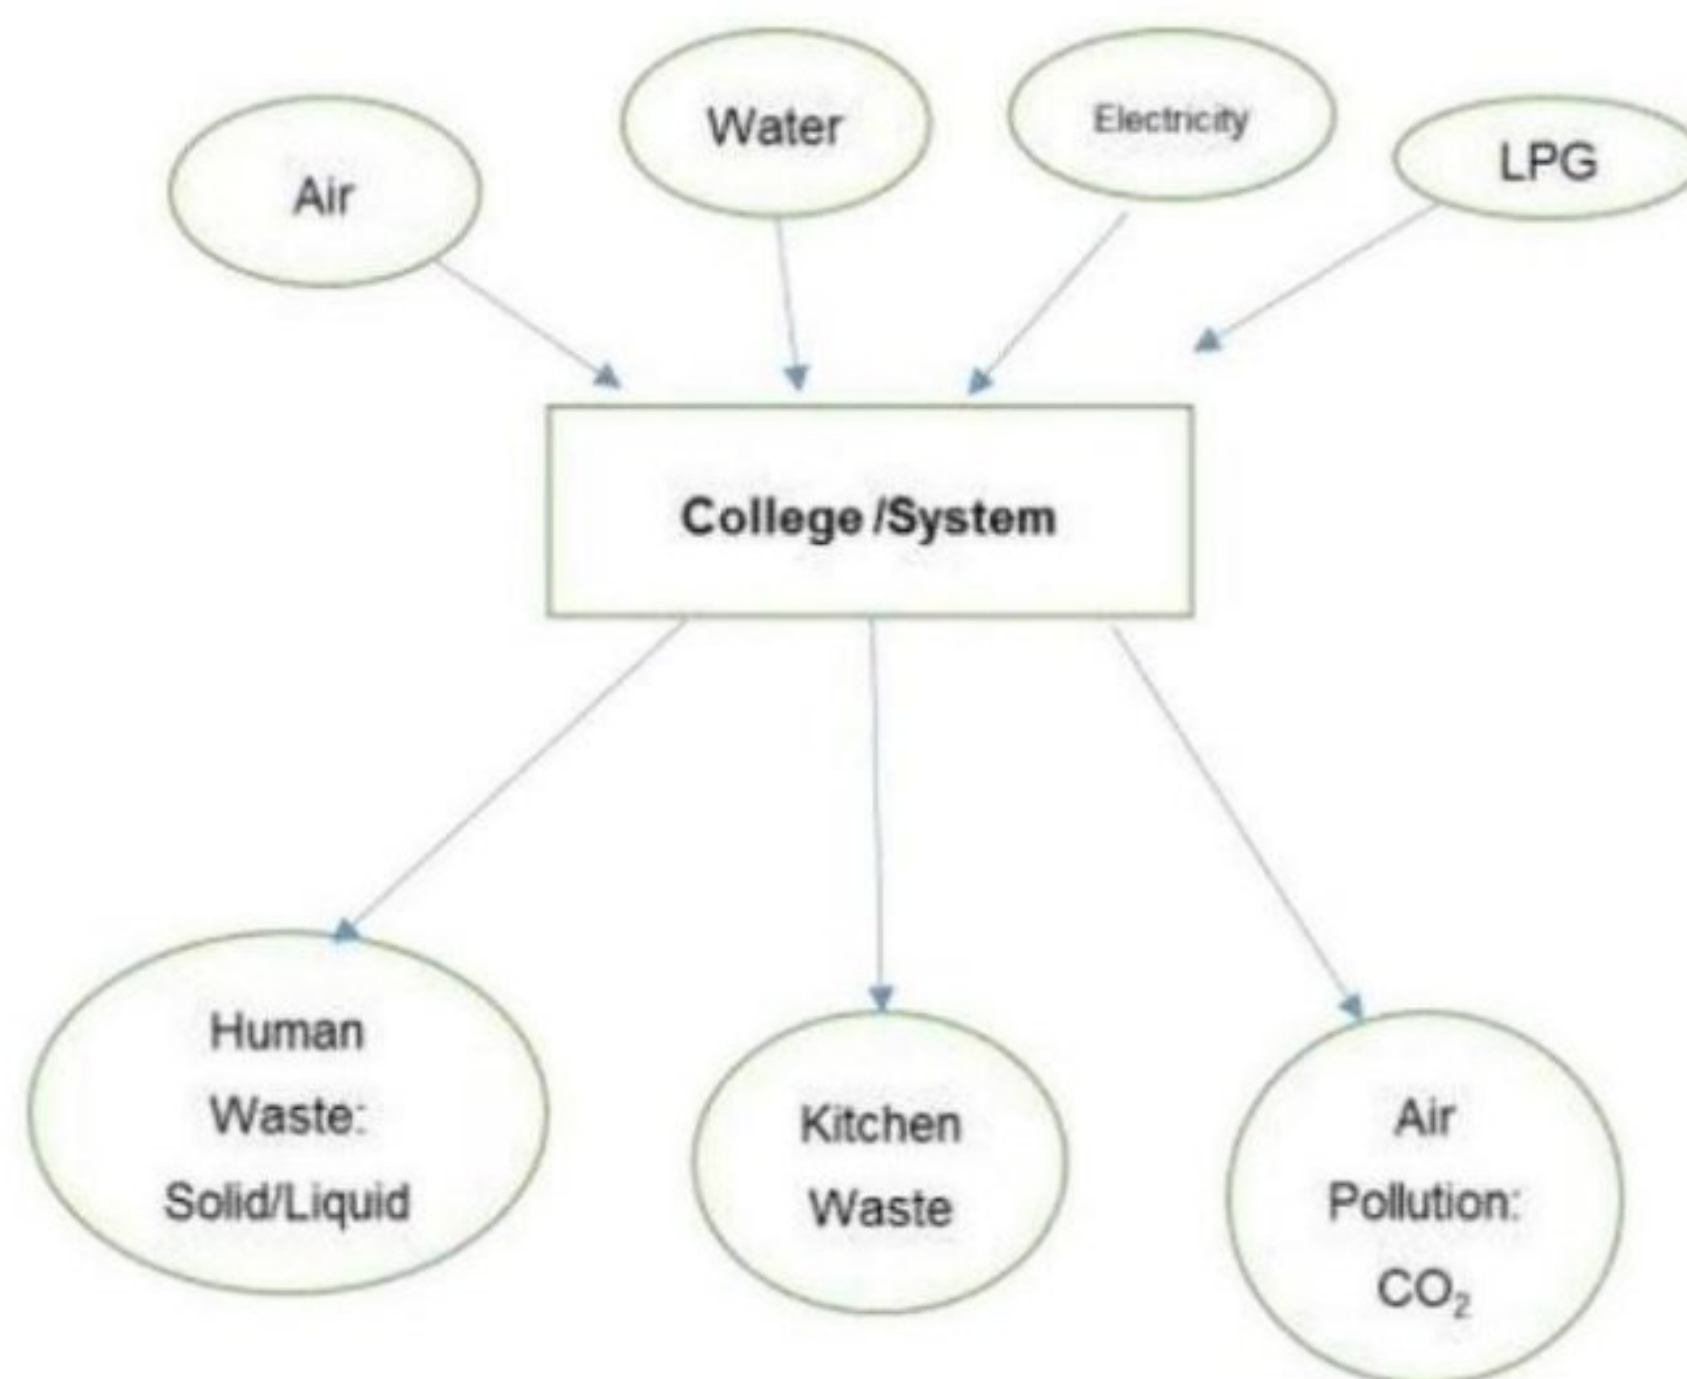 Air
Water
Electricity
LPG
College /System
Human
Waste:
Solid/Liquid
Kitchen
Waste
Air
Pollution:
CO₂